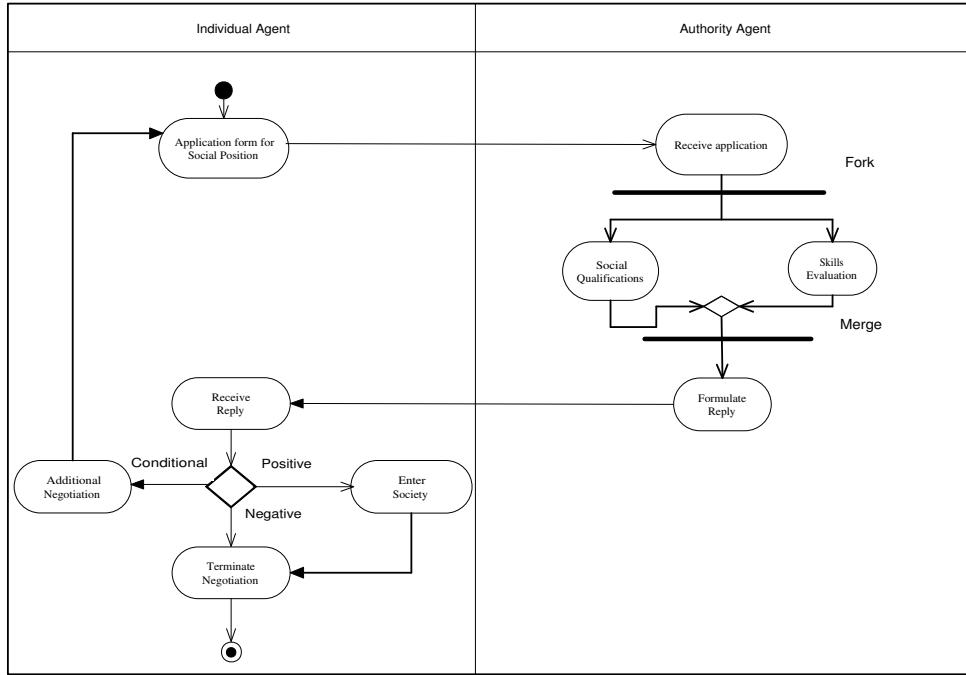 Individual Agent
Authority Agent
Application form for
Social Position
Receive application
Fork
Social
Qualifications
Skills
Evaluation
Merge
Receive
Reply
Formulate
Reply
Conditional
Positive
Additional
Negotiation
Enter
Society
Negative
Terminate
Negotiation